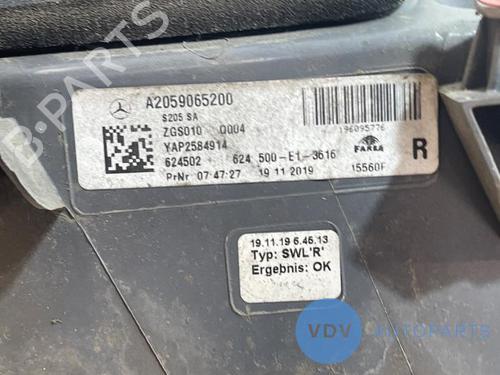 A2059065200
S205 SA
ZGS010 Q004
YAP2584914
624502 624 500-E1-3616
PrNr 07:47:27 19 11 2019
196095776
FARBA
R
15560F
19.11.19 6.45.13
Typ: SWL'R'
Ergebnis: OK
B-PARTS
VDV AUTOPARTS